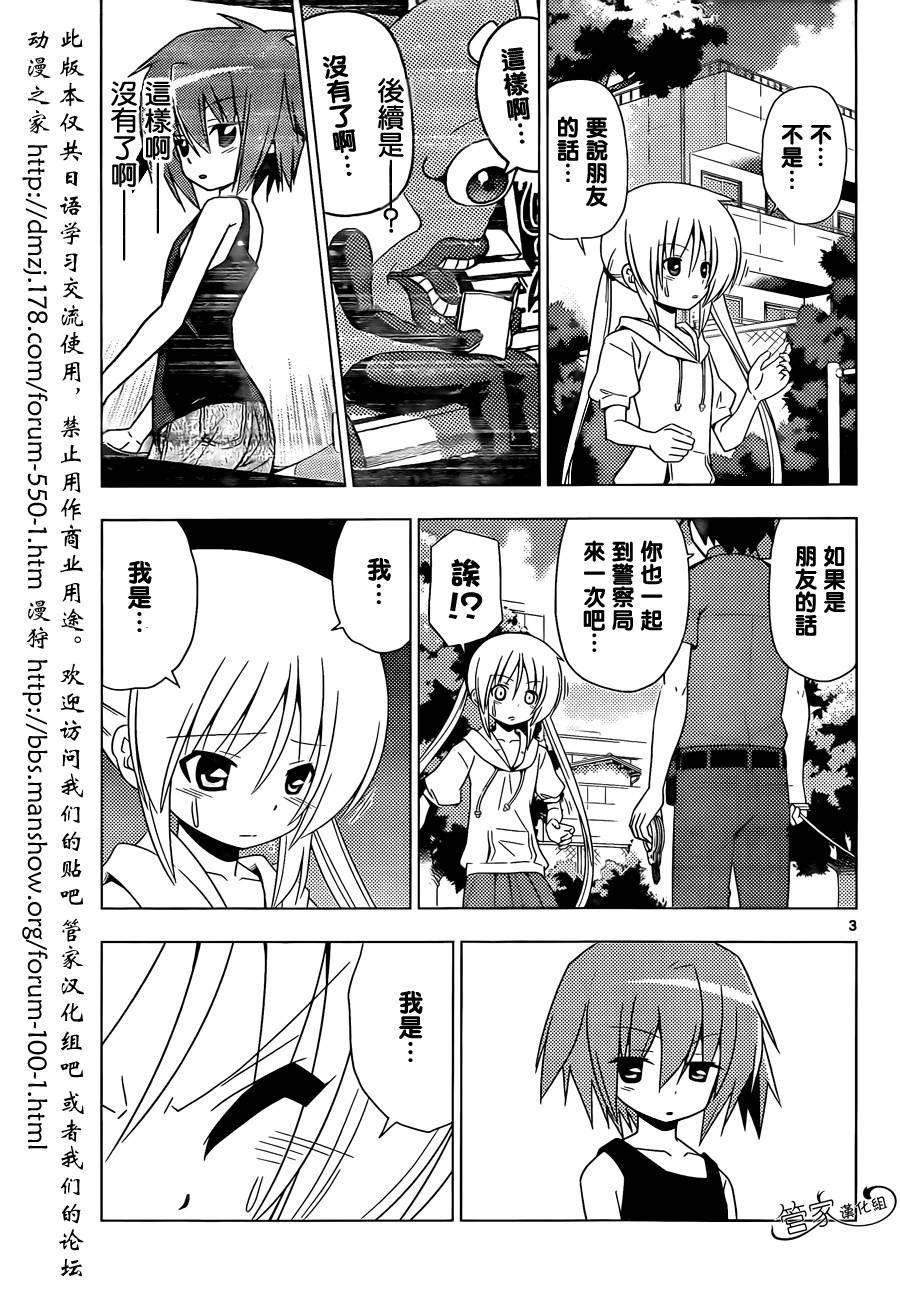 不…
不是…
要說朋友
的話…
這樣啊…
後續是
—？
沒有了啊…
這樣啊——
沒有了啊——
如果是
朋友的話
你也一起
到警察局
來一次吧…
誒!?
我…
我是…
3
我是…
管家漢化組
此版本仅共日语学习交流使用，禁止用作商业用途。欢迎访问我们的贴吧 管家汉化组吧 或者我们的论坛
动漫之家 http://dmzj.178.com/forum-550-1.htm 漫狩 http://bbs.manshow.org/forum-100-1.html